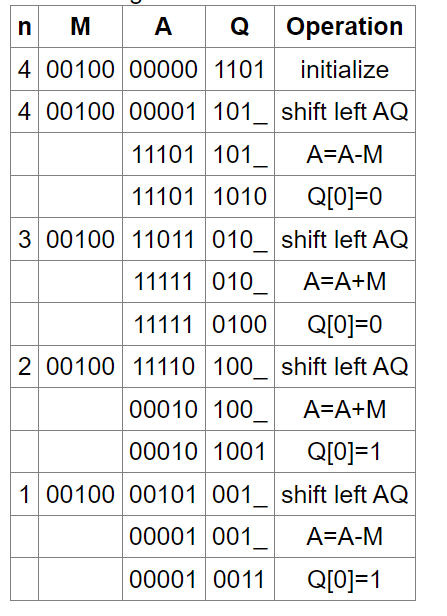 n M A Q Operation
4 00100 00000 1101 initialize
4 00100 00001 101_ shift left AQ
11101 101_ A=A-M
11101 1010 Q[0]=0
3 00100 11011 010_ shift left AQ
11111 010_ A=A+M
11111 0100 Q[0]=0
2 00100 11110 100_ shift left AQ
00010 100_ A=A+M
00010 1001 Q[0]=1
1 00100 00101 001_ shift left AQ
00001 001_ A=A-M
00001 0011 Q[0]=1